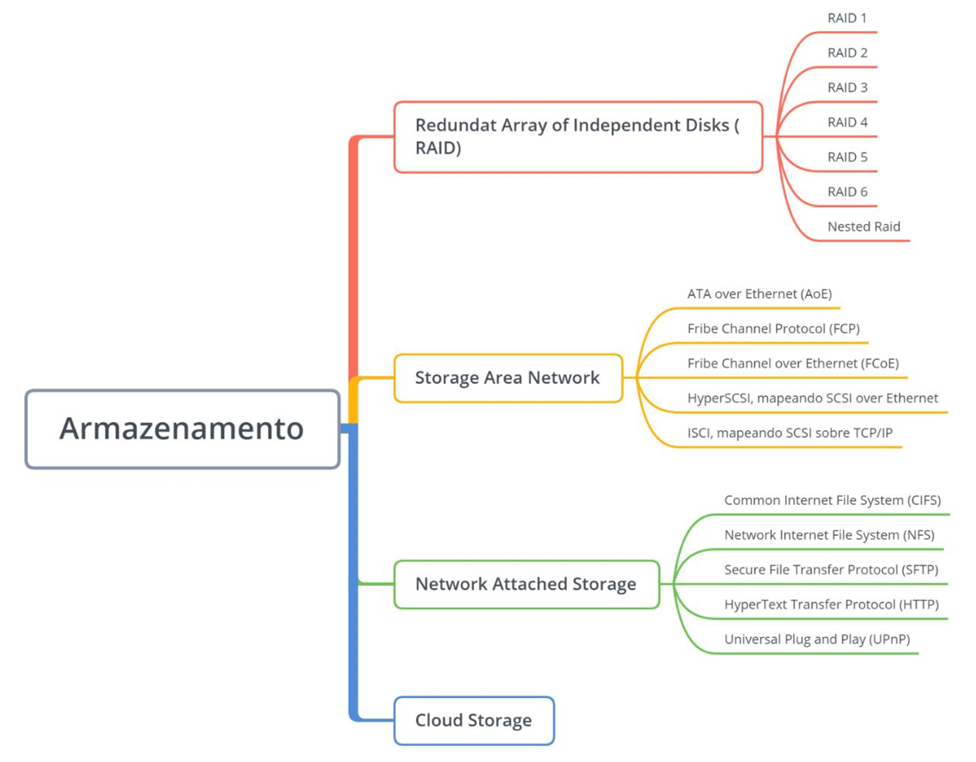 Armazenamento
Redundat Array of Independent Disks (
RAID)
RAID 1
RAID 2
RAID 3
RAID 4
RAID 5
RAID 6
Nested Raid
Storage Area Network
ATA over Ethernet (AoE)
Fribe Channel Protocol (FCP)
Fribe Channel over Ethernet (FCoE)
HyperSCSI, mapeando SCSI over Ethernet
ISCI, mapeando SCSI sobre TCP/IP
Network Attached Storage
Common Internet File System (CIFS)
Network Internet File System (NFS)
Secure File Transfer Protocol (SFTP)
HyperText Transfer Protocol (HTTP)
Universal Plug and Play (UPnP)
Cloud Storage